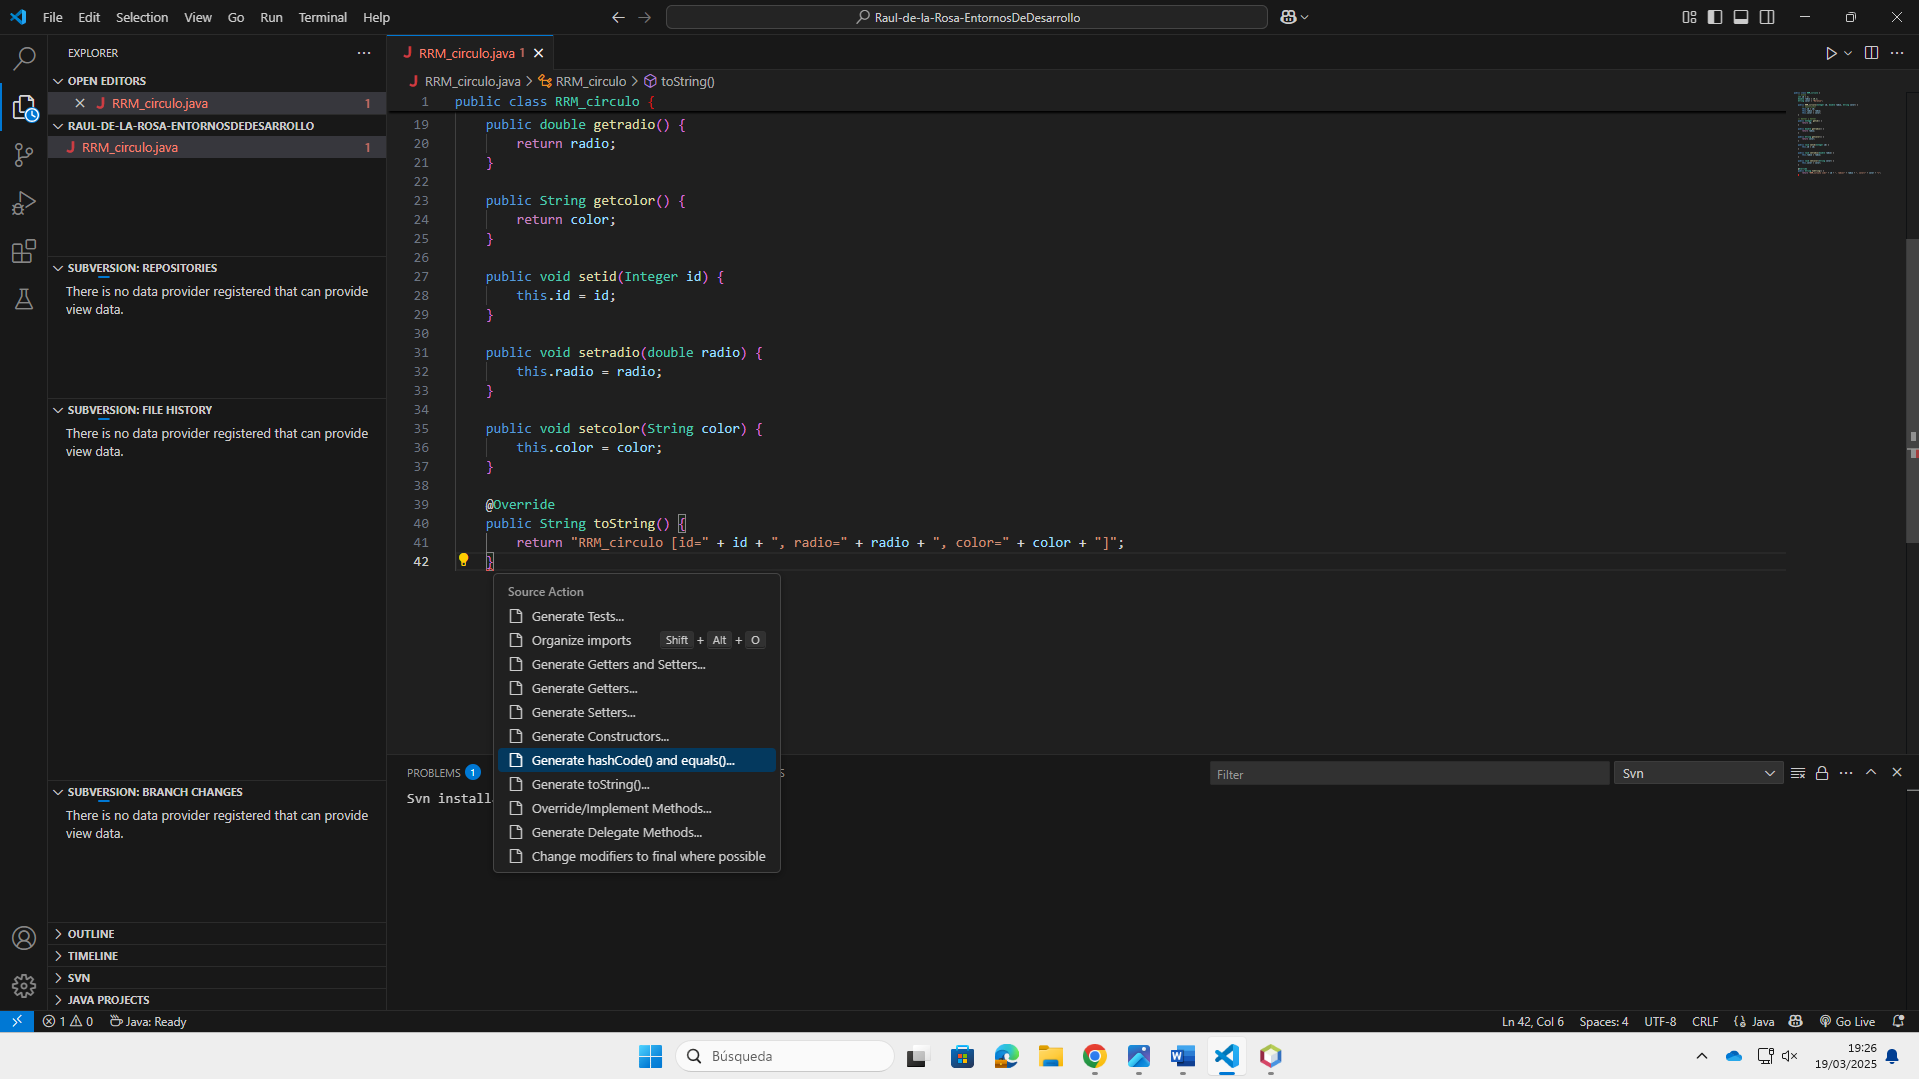 File Edit Selection View Go Run Terminal Help
Raul-de-la-Rosa-EntornosDeDesarrollo
EXPLORER
OPEN EDITORS
RRM_circulo.java 1
RAUL-DE-LA-ROSA-ENTORNOSDEDESARROLLO
RRM_circulo.java 1
SUBVERSION: REPOSITORIES
There is no data provider registered that can provide
view data.
SUBVERSION: FILE HISTORY
There is no data provider registered that can provide
view data.
SUBVERSION: BRANCH CHANGES
There is no data provider registered that can provide
view data.
OUTLINE
TIMELINE
SVN
JAVA PROJECTS
RRM_circulo.java 1
RRM_circulo.java > RRM_circulo > toString()
1 public class RRM_circulo {
19 public double getradio() {
20 return radio;
21 }
22
23 public String getcolor() {
24 return color;
25 }
26
27 public void setid(Integer id) {
28 this.id = id;
29 }
30
31 public void setradio(double radio) {
32 this.radio = radio;
33 }
34
35 public void setcolor(String color) {
36 this.color = color;
37 }
38
39 @Override
40 public String toString() {
41 return "RRM_circulo [id=" + id + ", radio=" + radio + ", color=" + color + "]";
42 }
Source Action
Generate Tests...
Organize imports Shift + Alt + O
Generate Getters and Setters...
Generate Getters...
Generate Setters...
Generate Constructors...
Generate hashCode() and equals()...
Generate toString()...
Override/Implement Methods...
Generate Delegate Methods...
Change modifiers to final where possible
PROBLEMS 1
Filter
Svn
Svn
1 0 Java: Ready
Ln 42, Col 6 Spaces: 4 UTF-8 CRLF {} Java Go Live
Búsqueda
19:26
19/03/2025